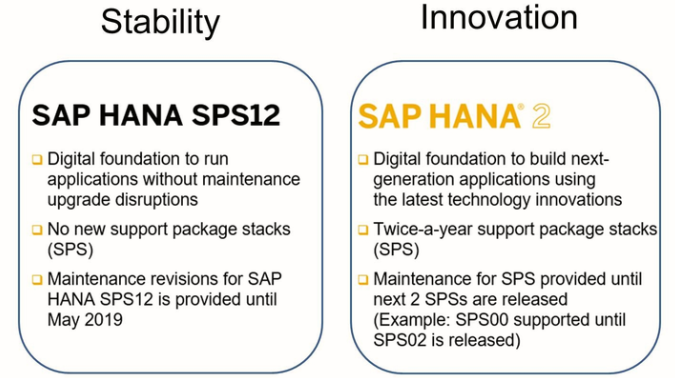 Stability
SAP HANA SPS12
❑ Digital foundation to run
applications without maintenance
upgrade disruptions
❑ No new support package stacks
(SPS)
❑ Maintenance revisions for SAP
HANA SPS12 is provided until
May 2019
Innovation
SAP HANA® 2
❑ Digital foundation to build next-
generation applications using
the latest technology innovations
❑ Twice-a-year support package stacks
(SPS)
❑ Maintenance for SPS provided until
next 2 SPSs are released
(Example: SPS00 supported until
SPS02 is released)